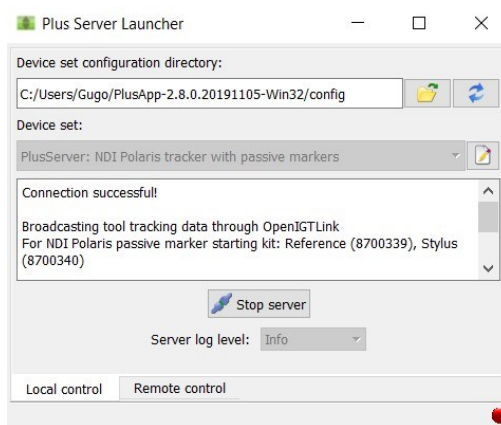 Plus Server Launcher
Device set configuration directory:
C:/Users/Gugo/PlusApp-2.8.0.20191105-Win32/config
Device set:
PlusServer: NDI Polaris tracker with passive markers
Connection successful!
Broadcasting tool tracking data through OpenIGTLink
For NDI Polaris passive marker starting kit: Reference (8700339), Stylus
(8700340)
Stop server
Server log level: Info
Local control Remote control